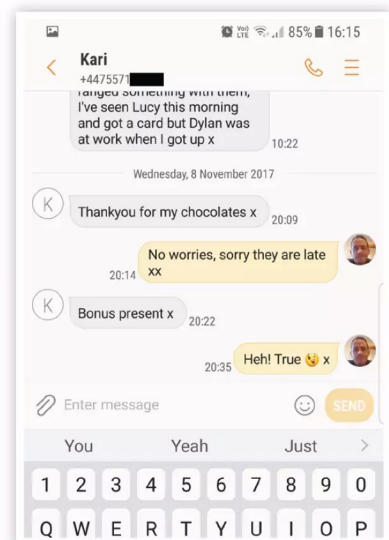 Vo))
LTE
85%
16:15
Kari
+4475571
ranged something with them,
I've seen Lucy this morning
and got a card but Dylan was
at work when I got up x
10:22
Wednesday, 8 November 2017
K
Thankyou for my chocolates x
20:09
No worries, sorry they are late
xx
20:14
K
Bonus present x
20:22
Heh! True 😉 x
20:35
Enter message
SEND
You Yeah Just
1 2 3 4 5 6 7 8 9 0
Q W E R T Y U I O P